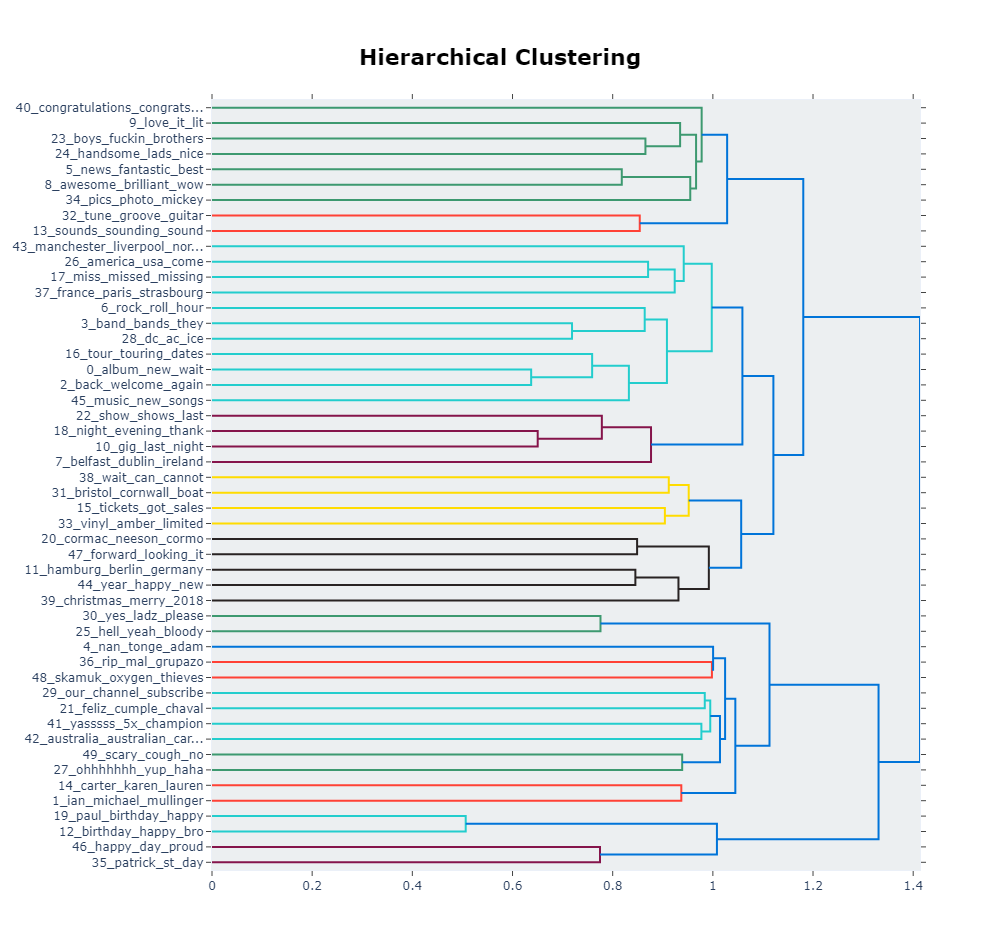 Hierarchical Clustering
40_congratulations_congrats...
9_love_it_lit
23_boys_fuckin_brothers
24_handsome_lads_nice
5_news_fantastic_best
8_awesome_brilliant_wow
34_pics_photo_mickey
32_tune_groove_guitar
13_sounds_sounding_sound
43_manchester_liverpool_nor...
26_america_usa_come
17_miss_missed_missing
37_france_paris_strasbourg
6_rock_roll_hour
3_band_bands_they
28_dc_ac_ice
16_tour_touring_dates
0_album_new_wait
2_back_welcome_again
45_music_new_songs
22_show_shows_last
18_night_evening_thank
10_gig_last_night
7_belfast_dublin_ireland
38_wait_can_cannot
31_bristol_cornwall_boat
15_tickets_got_sales
33_vinyl_amber_limited
20_cormac_neeson_cormo
47_forward_looking_it
11_hamburg_berlin_germany
44_year_happy_new
39_christmas_merry_2018
30_yes_ladz_please
25_hell_yeah_bloody
4_nan_tonge_adam
36_rip_mal_grupazo
48_skamuk_oxygen_thieves
29_our_channel_subscribe
21_feliz_cumple_chaval
41_yasssss_5x_champion
42_australia_australian_car...
49_scary_cough_no
27_ohhhhhhh_yup_haha
14_carter_karen_lauren
1_ian_michael_mullinger
19_paul_birthday_happy
12_birthday_happy_bro
46_happy_day_proud
35_patrick_st_day
0 0.2 0.4 0.6 0.8 1 1.2 1.4